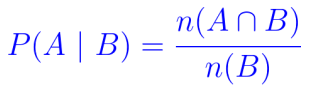 P(A | B) = n(A ∩ B) / n(B)